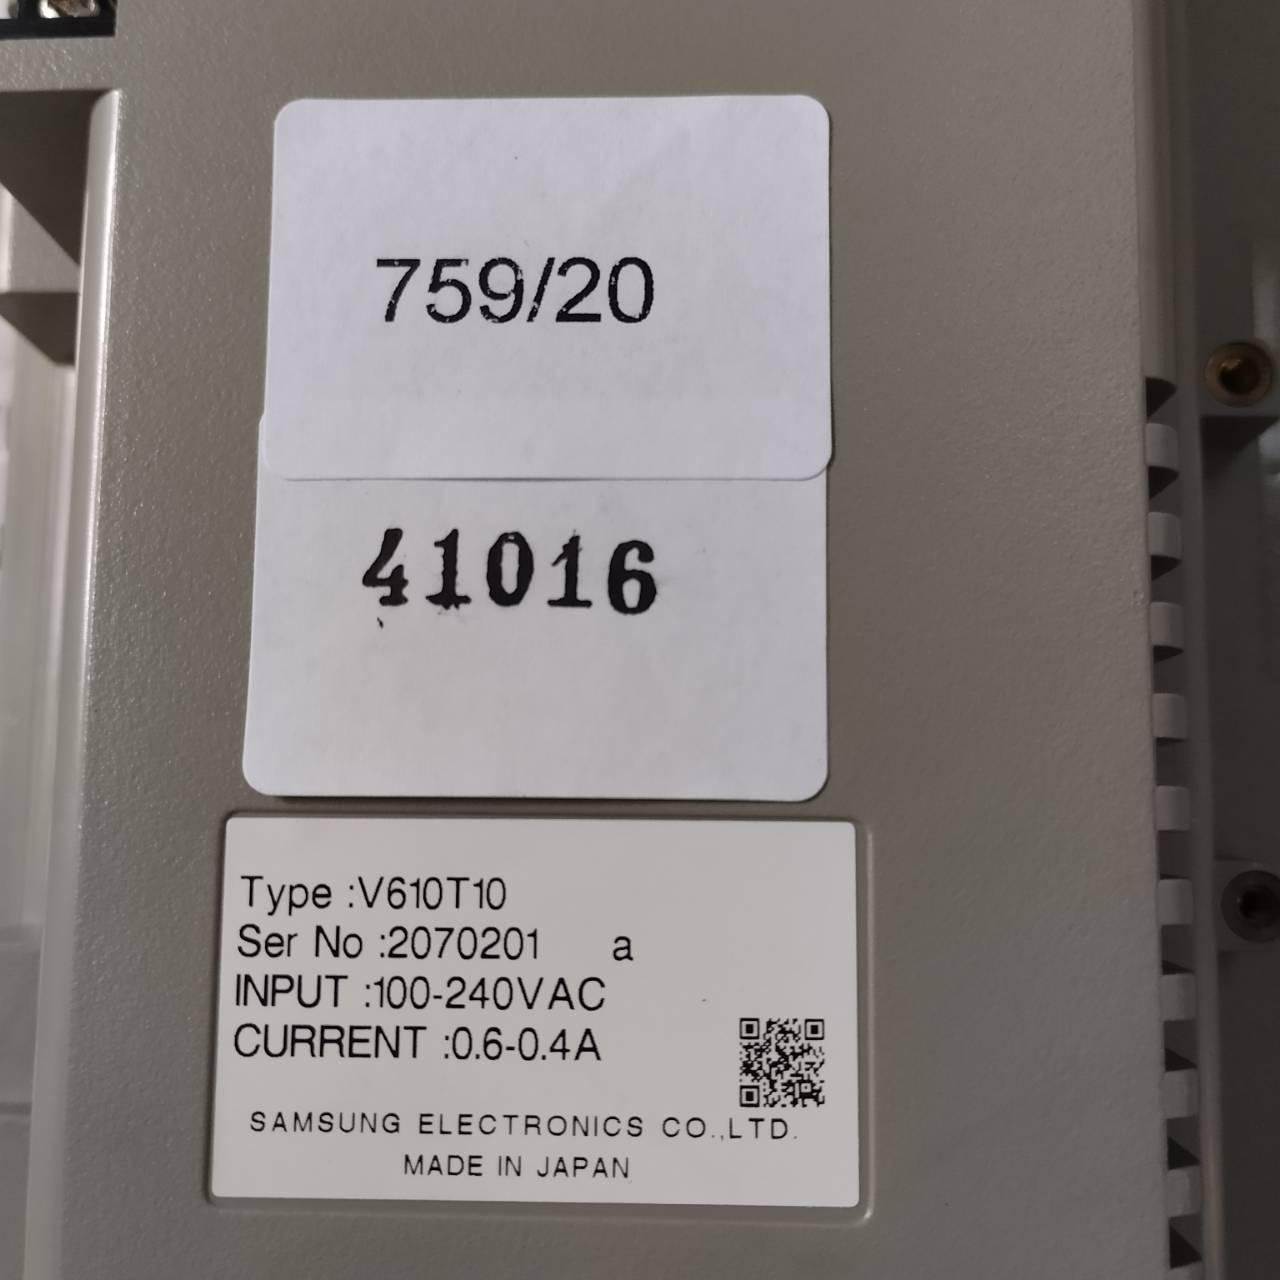 759/20
41016
Type :V610T10
Ser No :2070201 a
INPUT :100-240VAC
CURRENT :0.6-0.4A
SAMSUNG ELECTRONICS CO.,LTD.
MADE IN JAPAN